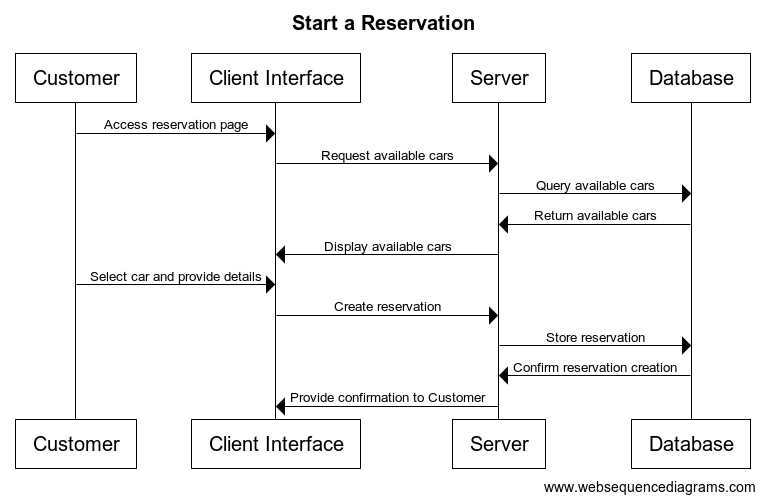 Start a Reservation
Customer
Client Interface
Server
Database
Access reservation page
Request available cars
Query available cars
Return available cars
Display available cars
Select car and provide details
Create reservation
Store reservation
Confirm reservation creation
Provide confirmation to Customer
Customer
Client Interface
Server
Database
www.websequencediagrams.com